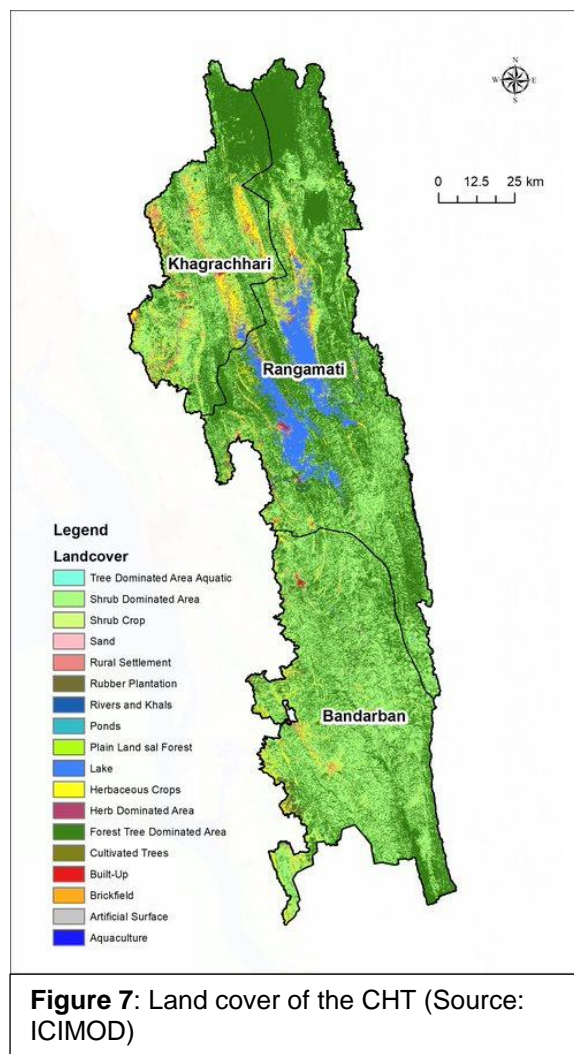 N
W E
S
0 12.5 25 km
Khagrachhari
Rangamati
Bandarban
Legend
Landcover
Tree Dominated Area Aquatic
Shrub Dominated Area
Shrub Crop
Sand
Rural Settlement
Rubber Plantation
Rivers and Khals
Ponds
Plain Land sal Forest
Lake
Herbaceous Crops
Herb Dominated Area
Forest Tree Dominated Area
Cultivated Trees
Built-Up
Brickfield
Artificial Surface
Aquaculture
Figure 7: Land cover of the CHT (Source:
ICIMOD)